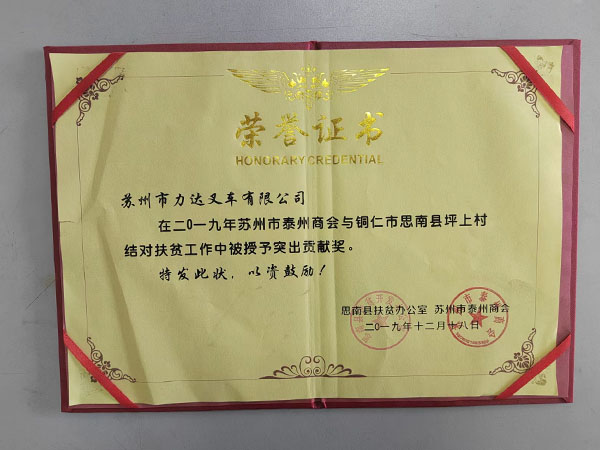 荣誉证书
HONORARY CREDENTIAL
苏州市力达叉车有限公司
在二0一九年苏州市泰州商会与铜仁市思南县坪上村
结对扶贫工作中被授予突出贡献奖。
特发此状，以资鼓励！
思南县扶贫办公室 苏州市泰州商会
二0一九年十二月十八日